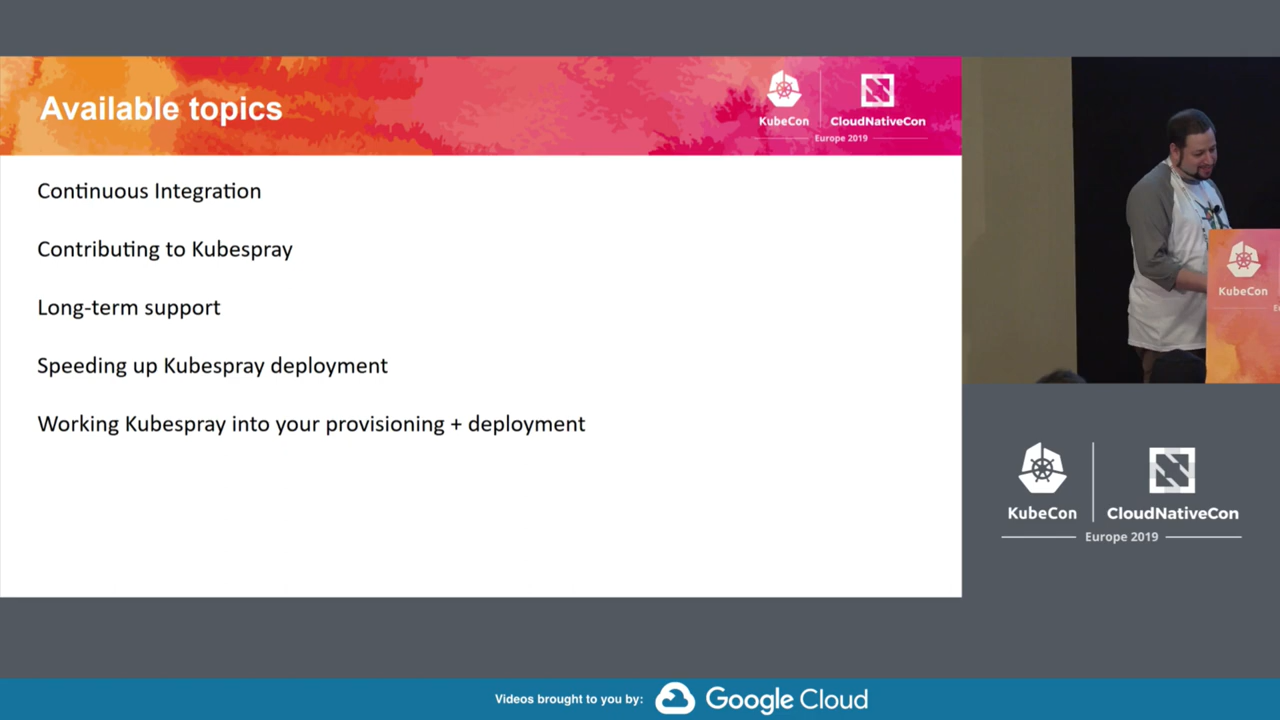 Available topics
KubeCon
CloudNativeCon
Europe 2019
Continuous Integration
Contributing to Kubespray
Long-term support
Speeding up Kubespray deployment
Working Kubespray into your provisioning + deployment
KubeCon
KubeCon
CloudNativeCon
Europe 2019
Videos brought to you by:
Google Cloud